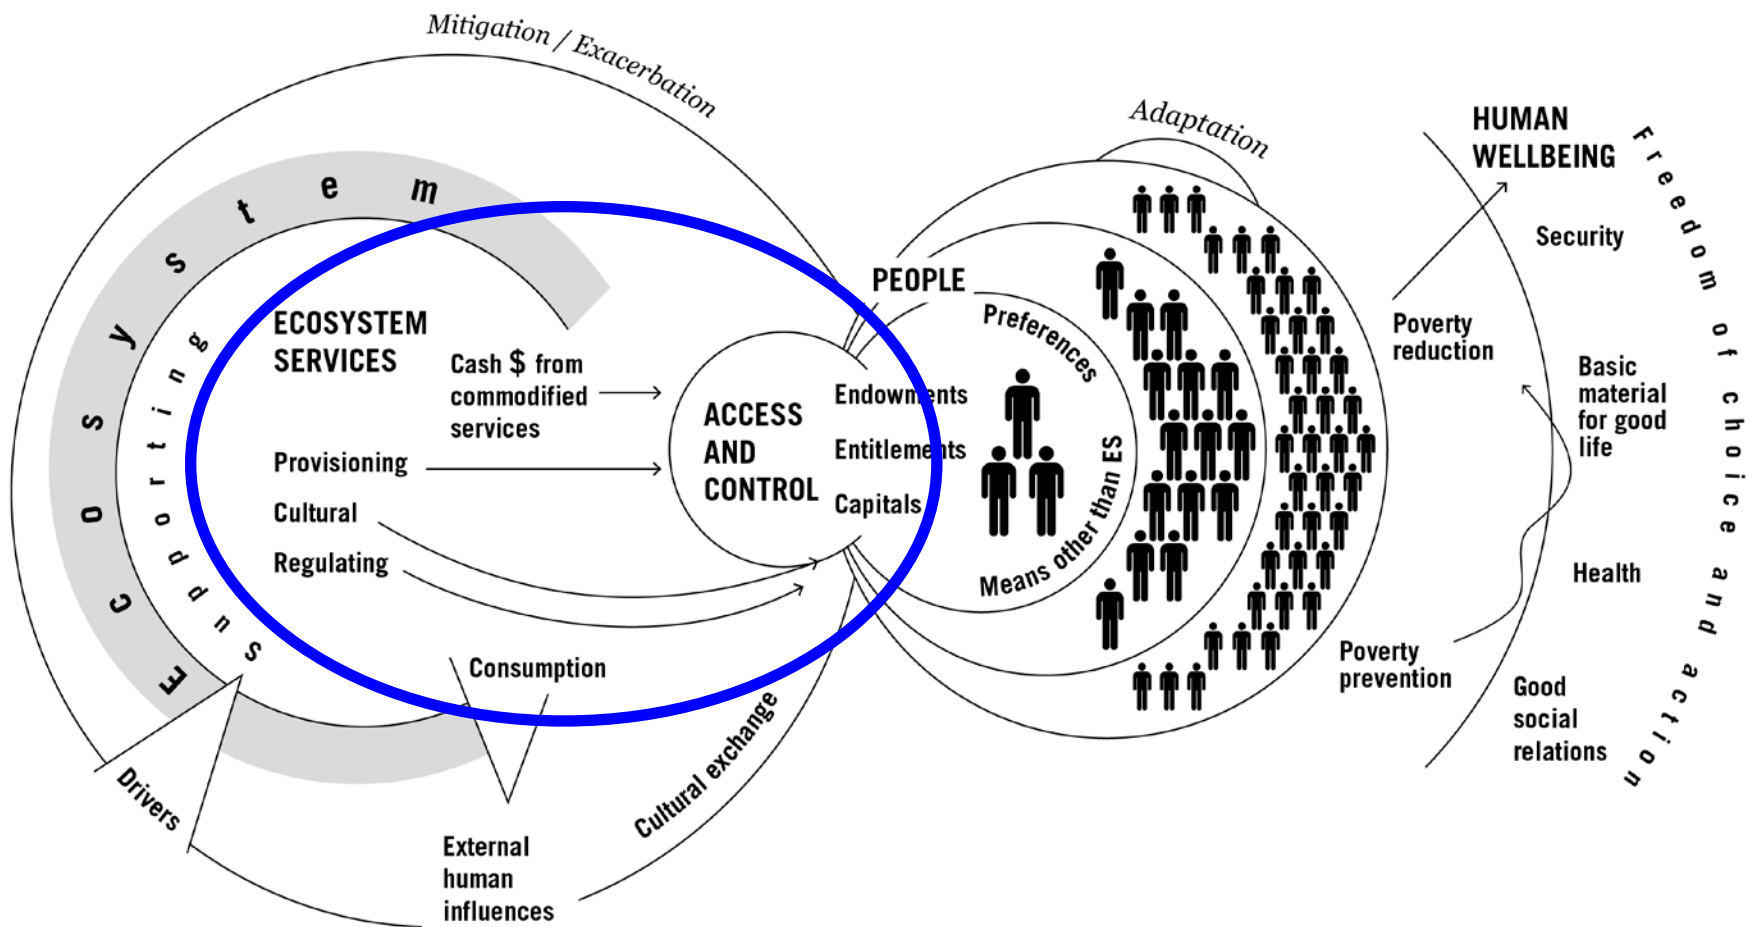 Mitigation / Exacerbation
Adaptation
Ecosystem
Supporting
ECOSYSTEM
SERVICES
Cash $ from
commodified
services
Provisioning
Cultural
Regulating
Consumption
Drivers
External
human
influences
Cultural exchange
ACCESS
AND
CONTROL
PEOPLE
Endowments
Entitlements
Capitals
Preferences
Means other than ES
Poverty
reduction
Poverty
prevention
HUMAN
WELLBEING
Security
Basic
material
for good
life
Health
Good
social
relations
Freedom of choice and action